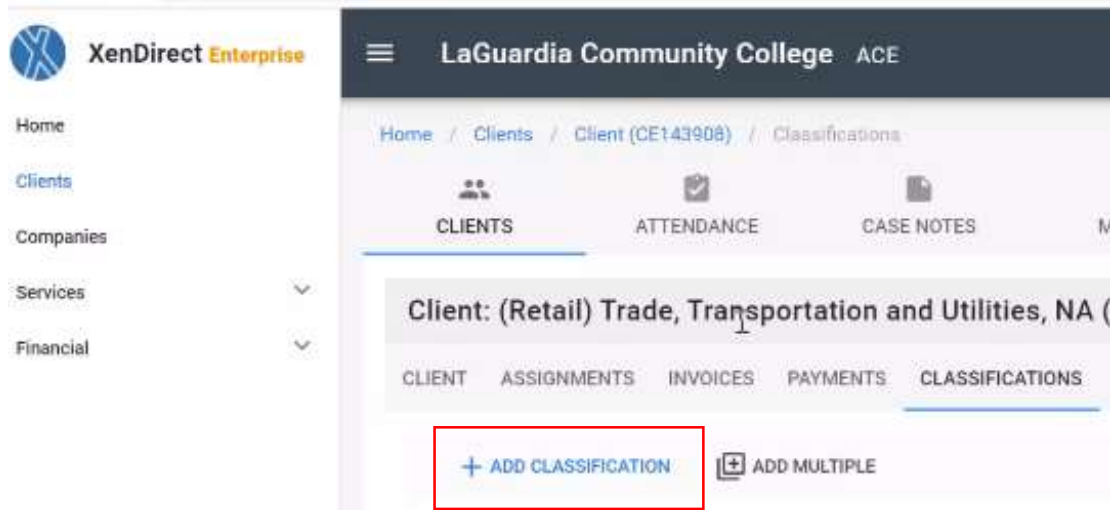 XenDirect Enterprise
LaGuardia Community College ACE
Home
Clients
Companies
Services
Financial
Home / Clients / Client (CE143908) / Classifications
CLIENTS ATTENDANCE CASE NOTES M
Client: (Retail) Trade, Transportation and Utilities, NA (
CLIENT ASSIGNMENTS INVOICES PAYMENTS CLASSIFICATIONS
+ ADD CLASSIFICATION ADD MULTIPLE